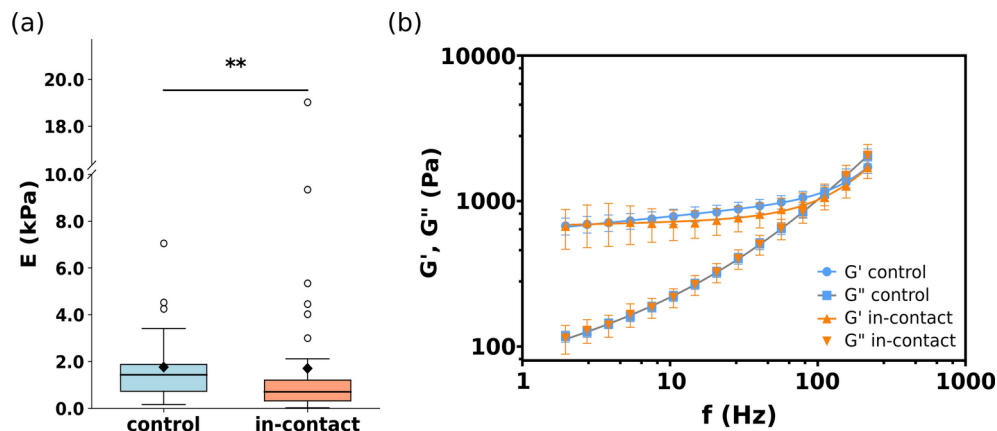 (a)
**
20.0
18.0
10.0
8.0
6.0
4.0
2.0
0.0
E (kPa)
control
in-contact
(b)
10000
1000
100
G', G" (Pa)
G' control
G" control
G' in-contact
G" in-contact
1
10
100
1000
f (Hz)